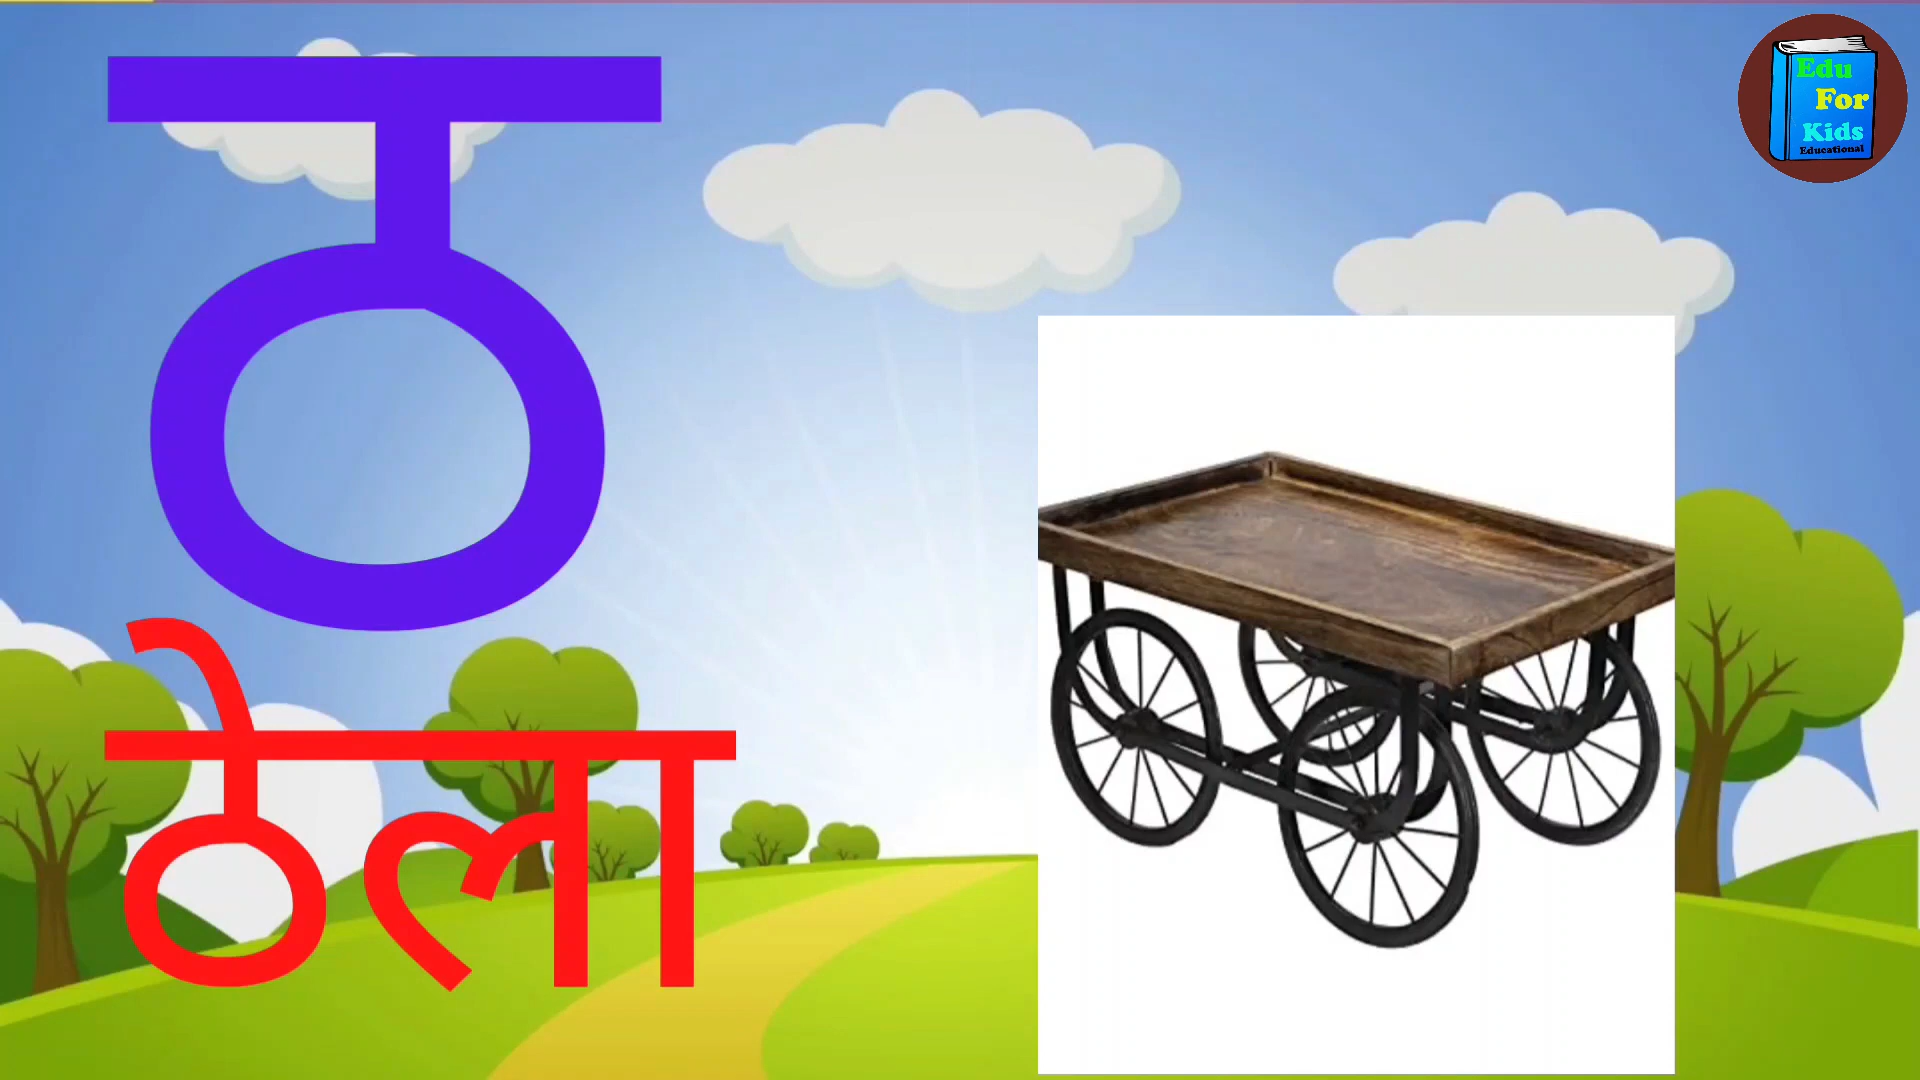 ठ
ठेला
Edu
For
Kids
Educational